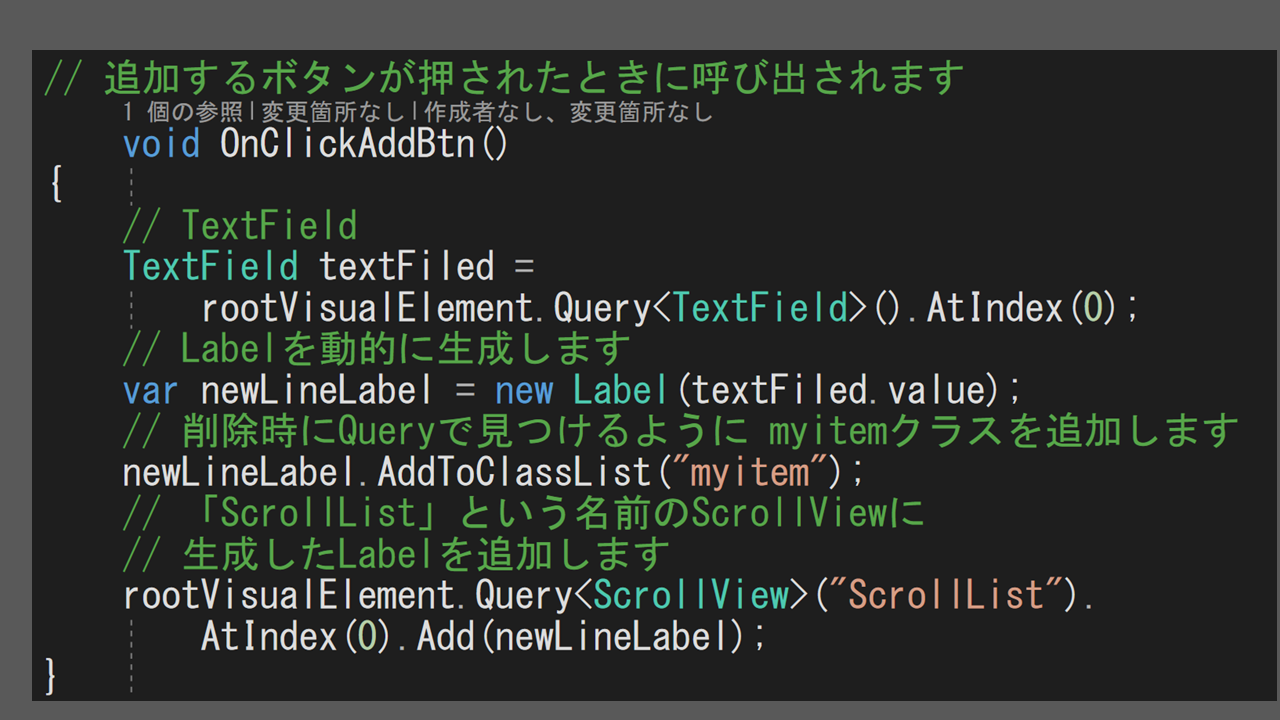 // 追加するボタンが押されたときに呼び出されます
1 個の参照|変更箇所なし|作成者なし、変更箇所なし
void OnClickAddBtn()
{
// TextField
TextField textFiled =
rootVisualElement.Query<TextField>().AtIndex(0);
// Labelを動的に生成します
var newLineLabel = new Label(textFiled.value);
// 削除時にQueryで見つけるように myitemクラスを追加します
newLineLabel.AddToClassList("myitem");
// 「ScrollList」という名前のScrollViewに
// 生成したLabelを追加します
rootVisualElement.Query<ScrollView>("ScrollList").
AtIndex(0).Add(newLineLabel);
}